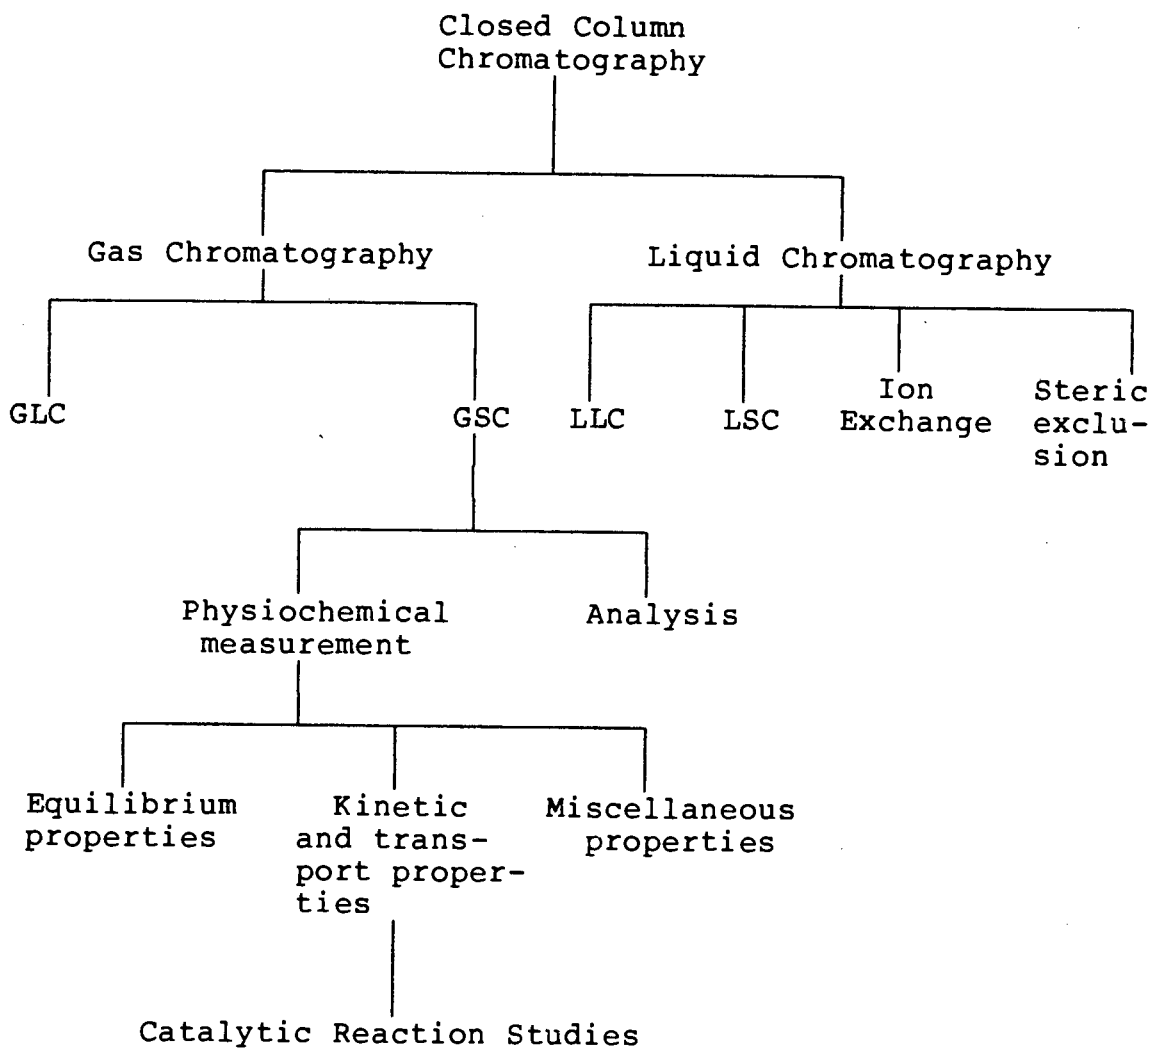 Closed Column
Chromatography
Gas Chromatography
Liquid Chromatography
GLC
GSC
LLC
LSC
Ion
Exchange
Steric
exclu-
sion
Physiochemical
measurement
Analysis
Equilibrium
properties
Kinetic
and trans-
port proper-
ties
Miscellaneous
properties
Catalytic Reaction Studies